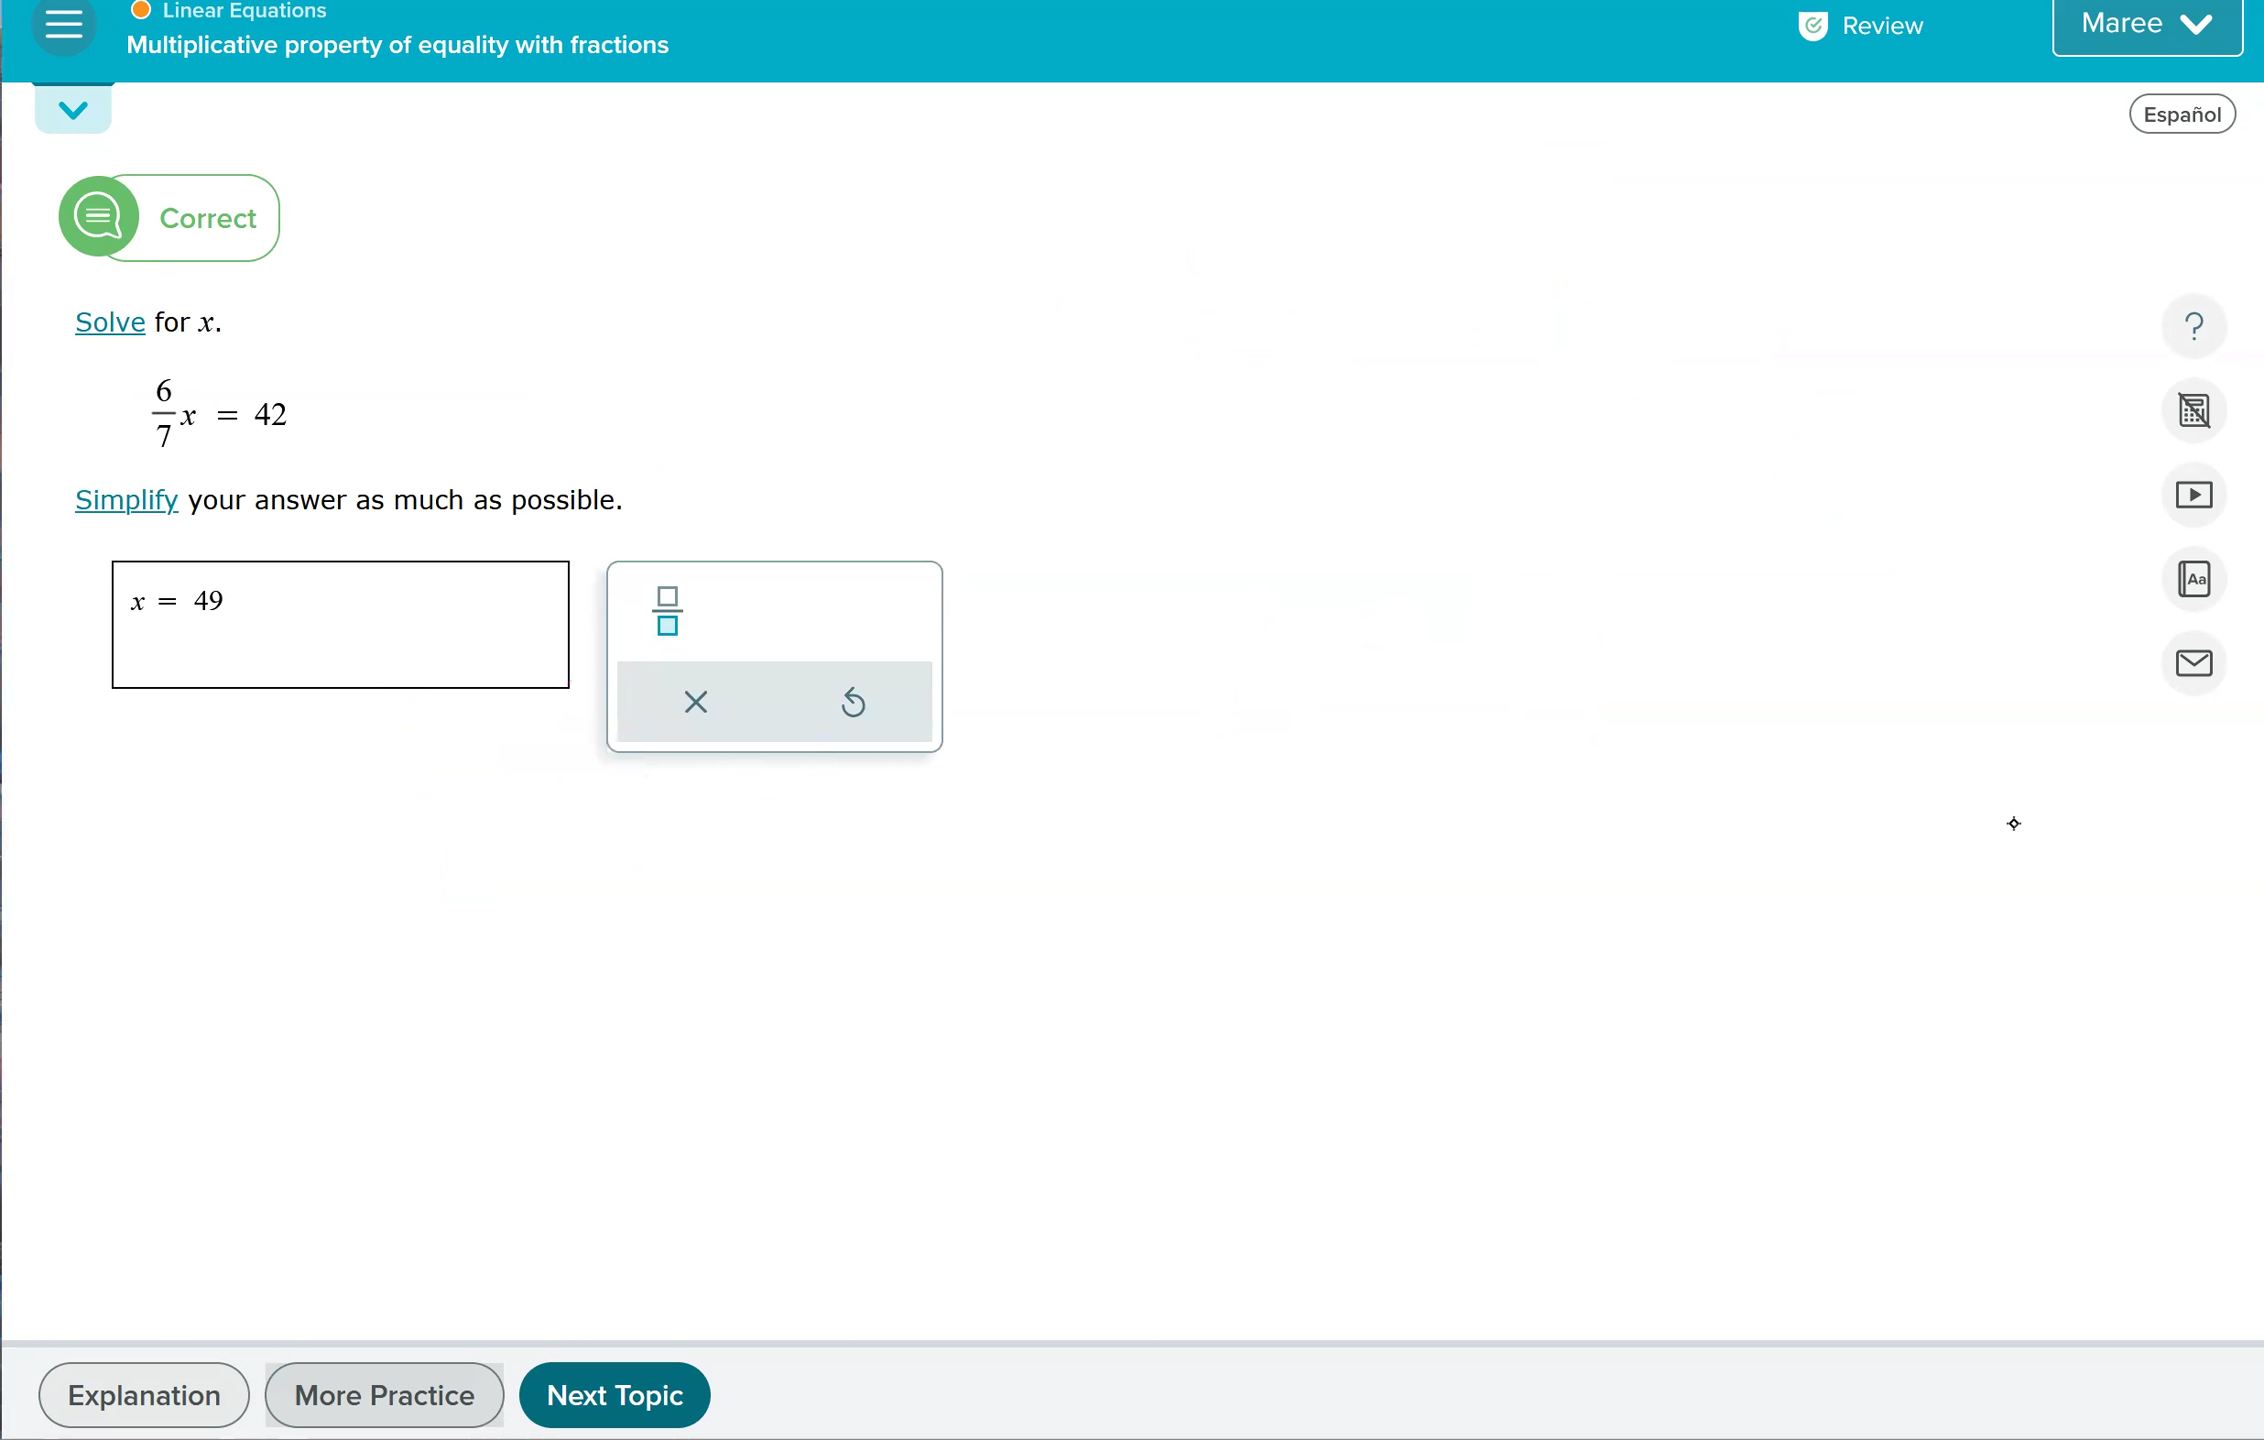 Linear Equations
Multiplicative property of equality with fractions
Review
Maree
Español
Correct
Solve for x.
6/7 x = 42
Simplify your answer as much as possible.
x = 49
?
Aa
Explanation
More Practice
Next Topic